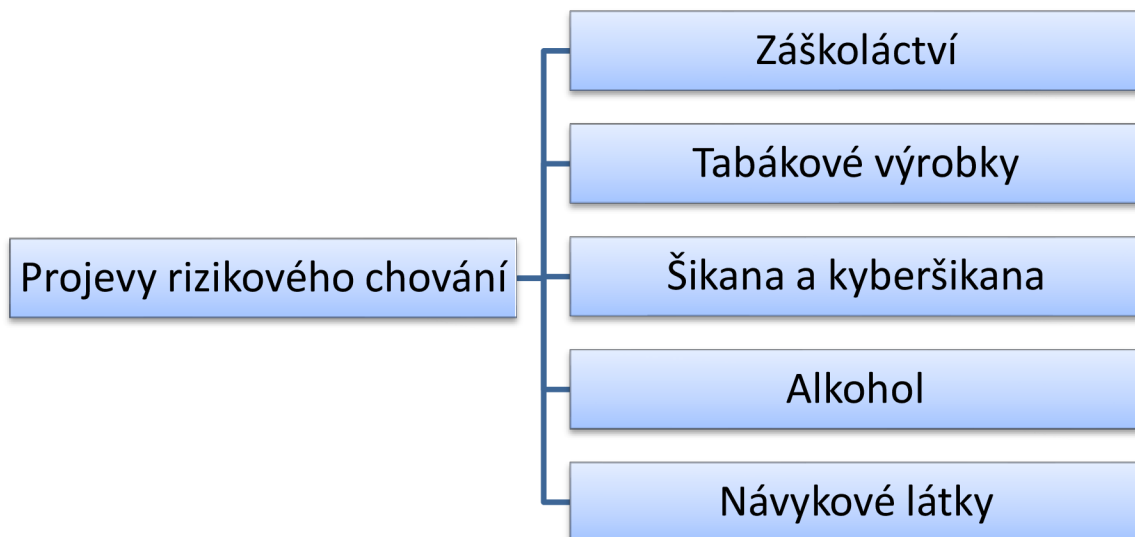 Projevy rizikového chování
Záškoláctví
Tabákové výrobky
Šikana a kyberšikana
Alkohol
Návykové látky